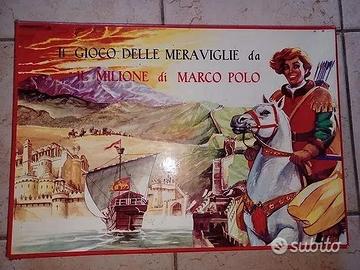 IL GIOCO DELLE MERAVIGLIE da
IL MILIONE di MARCO POLO
subito